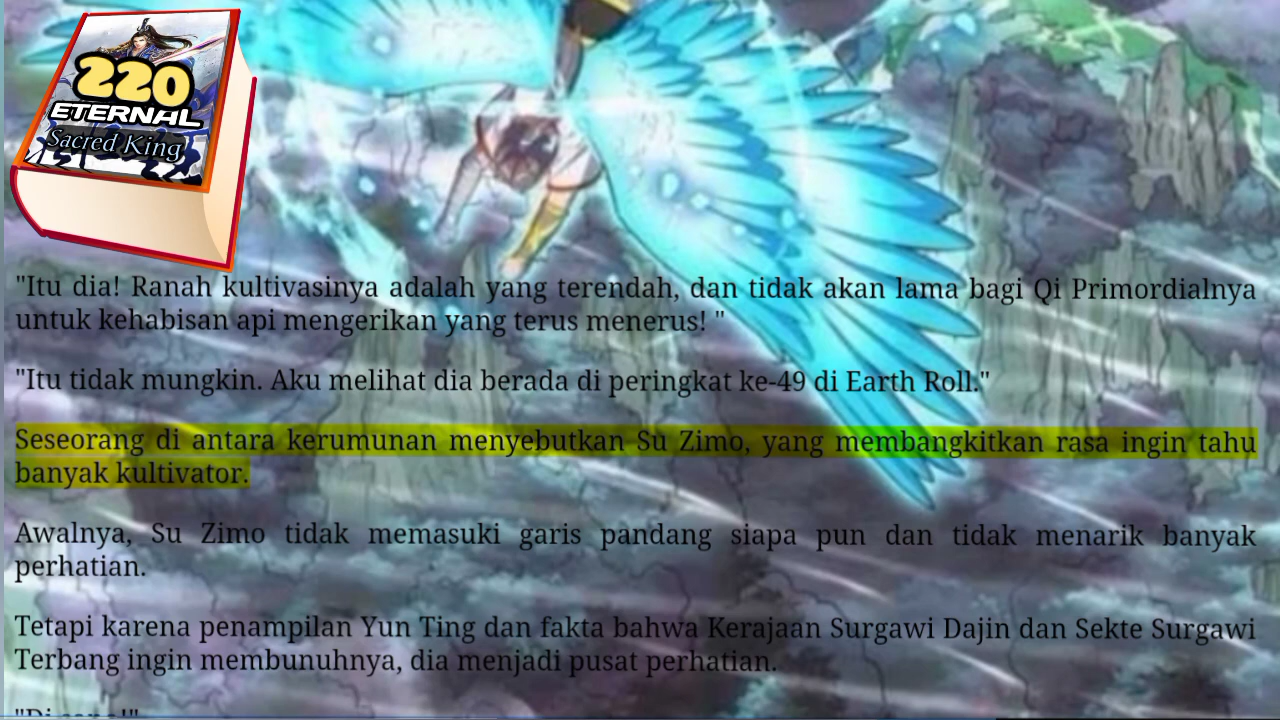 220
ETERNAL
Sacred King
"Itu dia! Ranah kultivasinya adalah yang terendah, dan tidak akan lama bagi Qi Primordialnya
untuk kehabisan api mengerikan yang terus menerus! "
"Itu tidak mungkin. Aku melihat dia berada di peringkat ke-49 di Earth Roll."
Seseorang di antara kerumunan menyebutkan Su Zimo, yang membangkitkan rasa ingin tahu
banyak kultivator.
Awalnya, Su Zimo tidak memasuki garis pandang siapa pun dan tidak menarik banyak
perhatian.
Tetapi karena penampilan Yun Ting dan fakta bahwa Kerajaan Surgawi Dajin dan Sekte Surgawi
Terbang ingin membunuhnya, dia menjadi pusat perhatian.